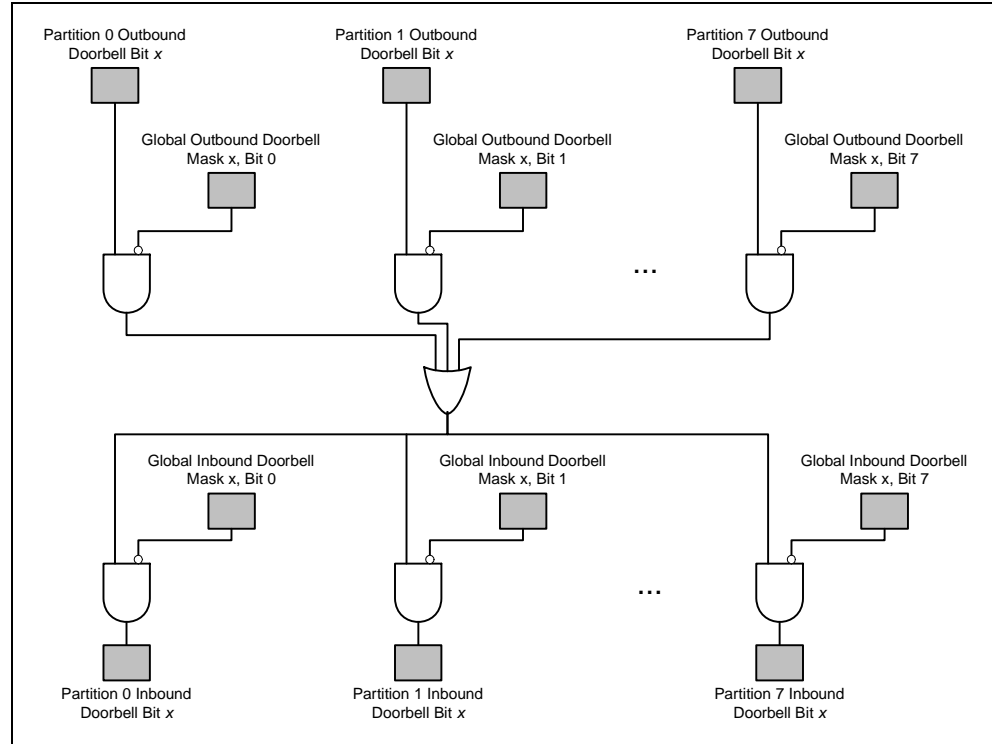 Partition 0 Outbound
Doorbell Bit x
Partition 1 Outbound
Doorbell Bit x
Partition 7 Outbound
Doorbell Bit x
Global Outbound Doorbell
Mask x, Bit 0
Global Outbound Doorbell
Mask x, Bit 1
Global Outbound Doorbell
Mask x, Bit 7
...
Global Inbound Doorbell
Mask x, Bit 0
Global Inbound Doorbell
Mask x, Bit 1
Global Inbound Doorbell
Mask x, Bit 7
...
Partition 0 Inbound
Doorbell Bit x
Partition 1 Inbound
Doorbell Bit x
Partition 7 Inbound
Doorbell Bit x